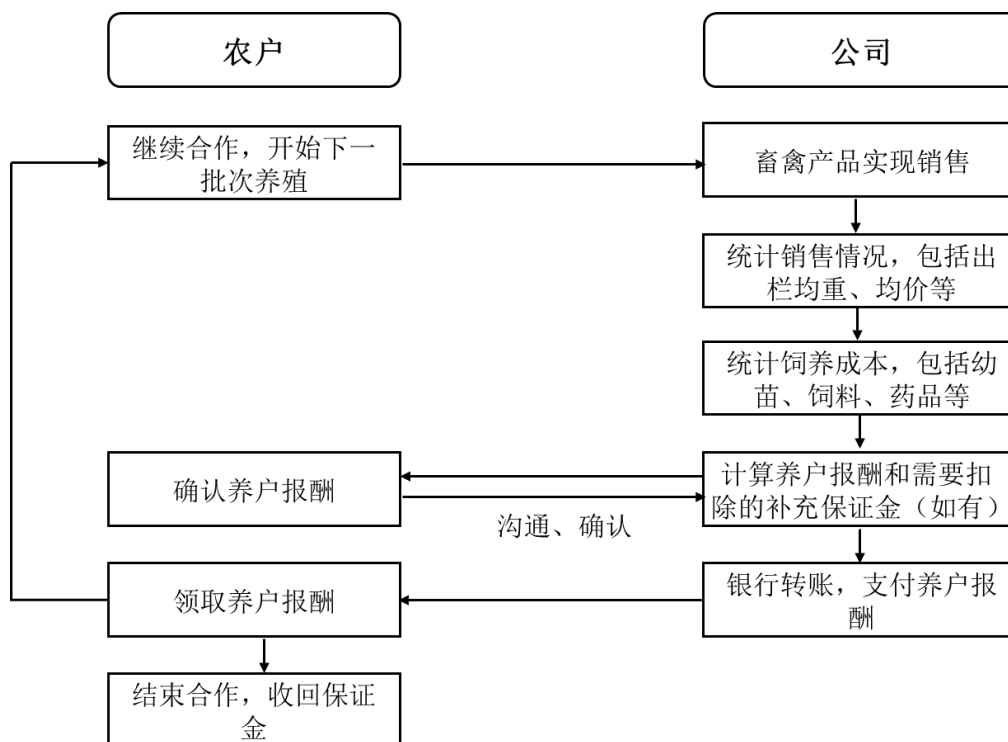 农户
公司
继续合作，开始下一
批次养殖
畜禽产品实现销售
统计销售情况，包括出
栏均重、均价等
统计饲养成本，包括幼
苗、饲料、药品等
确认养户报酬
沟通、确认
计算养户报酬和需要扣
除的补充保证金（如有）
领取养户报酬
银行转账，支付养户报
酬
结束合作，收回保证
金